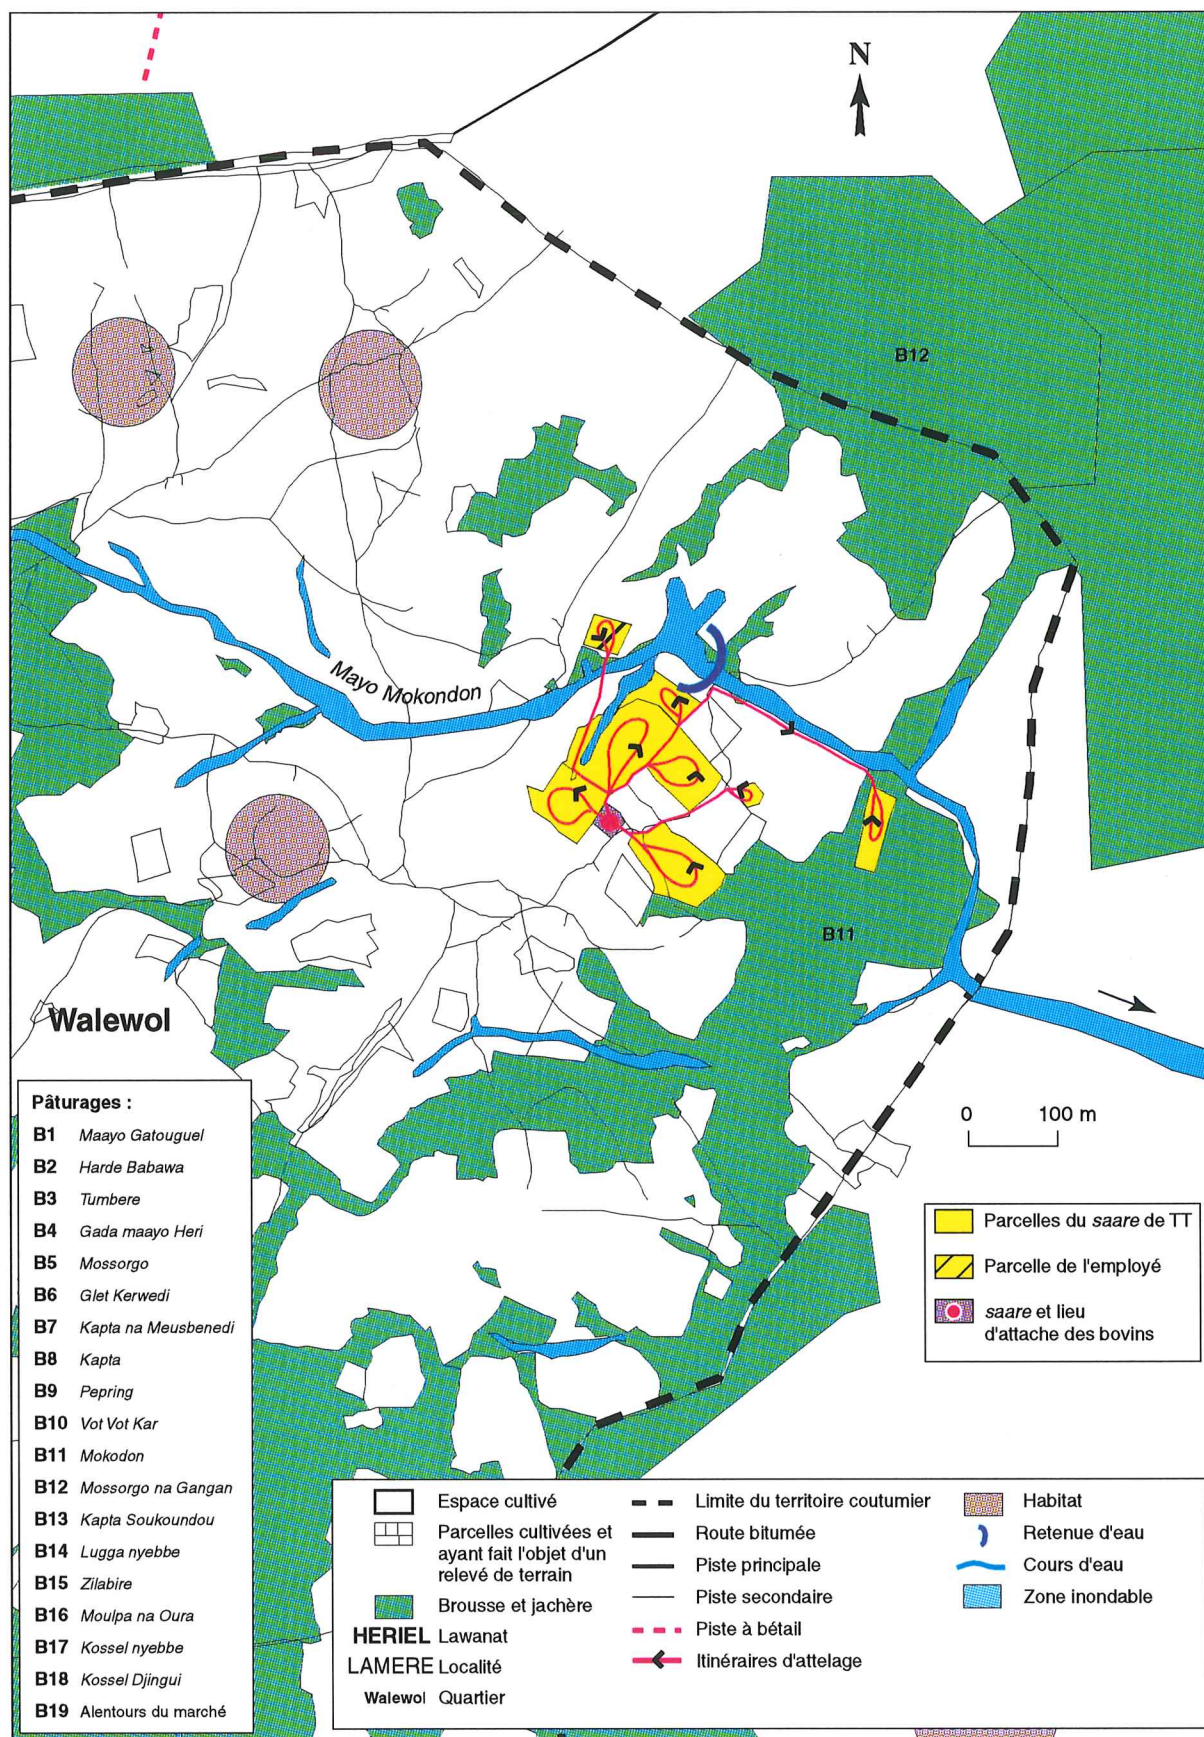 N
B12
Mayo Mokondon
B11
Walewol
Pâturages :
B1 Maayo Gatouguel
B2 Harde Babawa
B3 Tumbere
B4 Gada maayo Heri
B5 Mossorgo
B6 Glet Kerwedi
B7 Kapta na Meusbenedi
B8 Kapta
B9 Pepring
B10 Vot Vot Kar
B11 Mokodon
B12 Mossorgo na Gangan
B13 Kapta Soukoundou
B14 Lugga nyebbe
B15 Zilabire
B16 Moulpa na Oura
B17 Kossel nyebbe
B18 Kossel Djingui
B19 Alentours du marché
0 100 m
Parcelles du saare de TT
Parcelle de l'employé
saare et lieu
d'attache des bovins
Espace cultivé
Parcelles cultivées et
ayant fait l'objet d'un
relevé de terrain
Brousse et jachère
HERIEL Lawanat
LAMERE Localité
Walewol Quartier
Limite du territoire coutumier
Route bitumée
Piste principale
Piste secondaire
Piste à bétail
Itinéraires d'attelage
Habitat
Retenue d'eau
Cours d'eau
Zone inondable